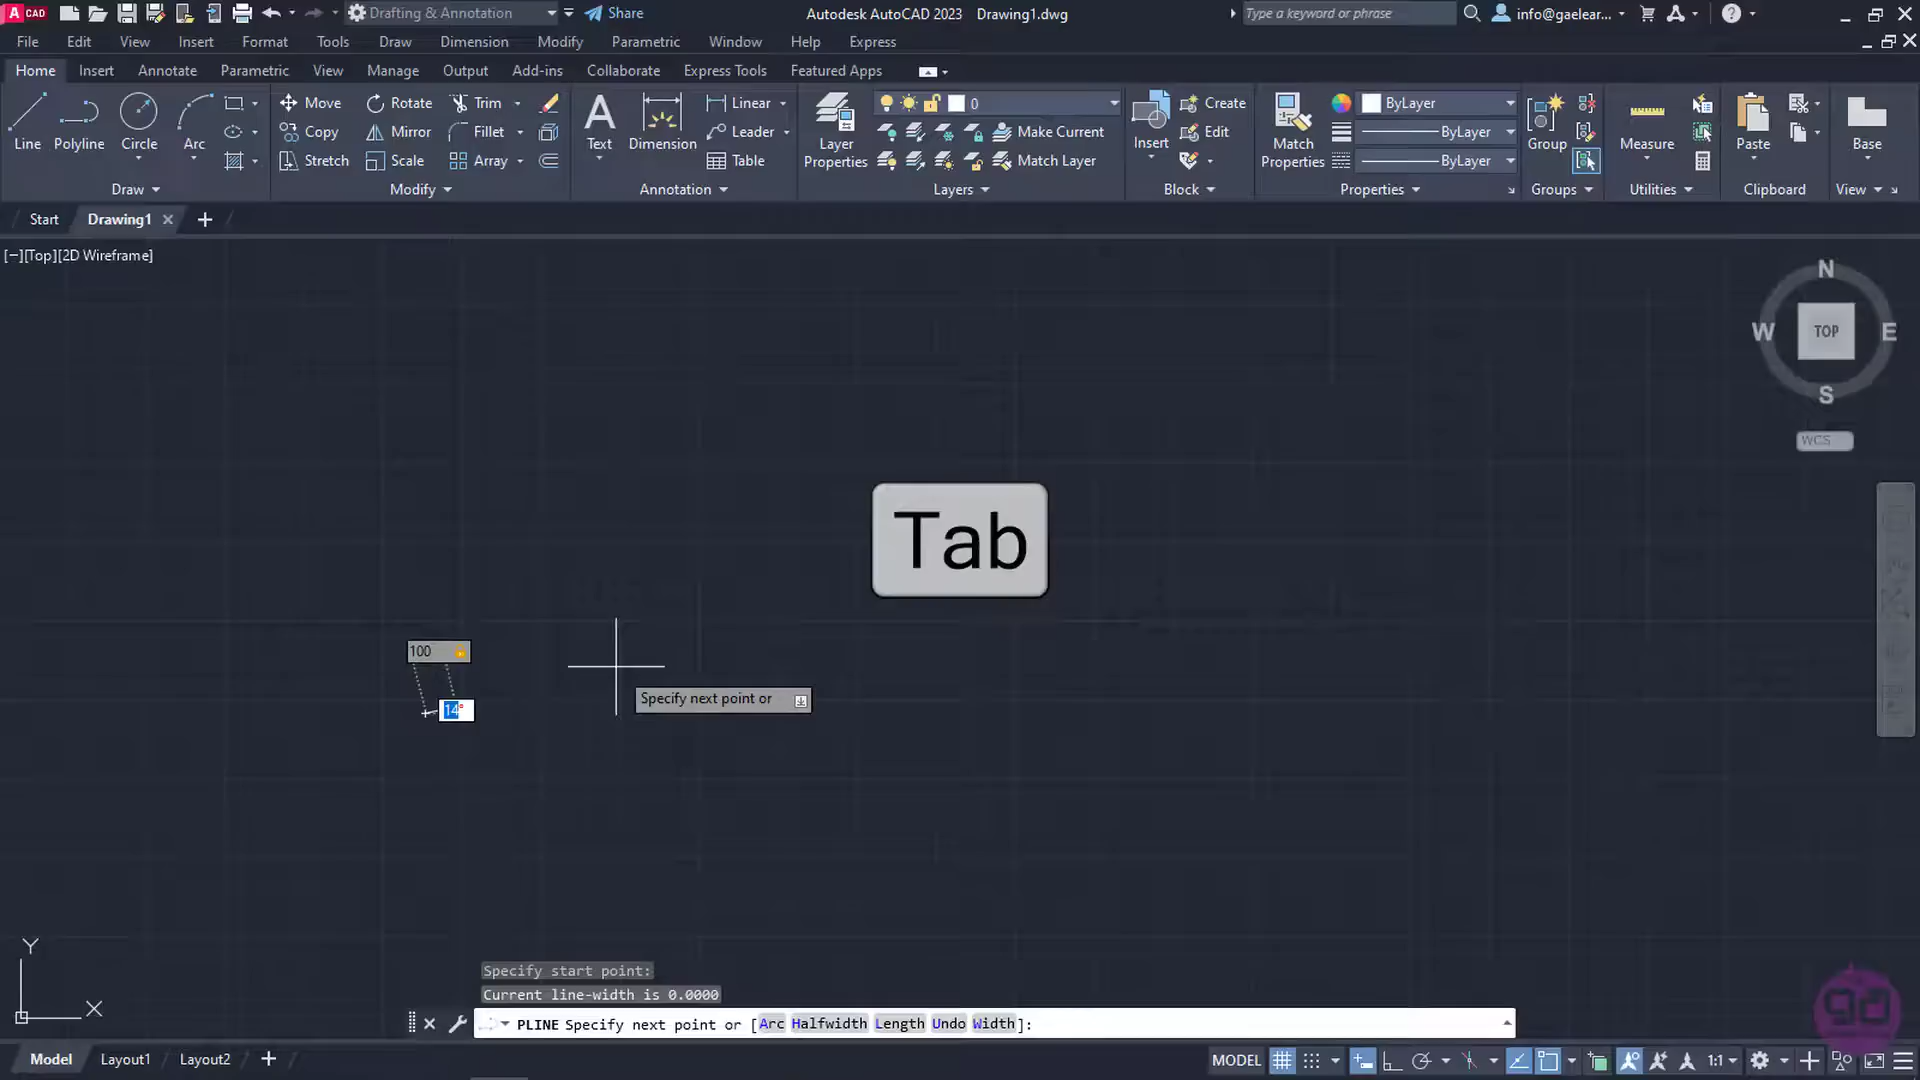 CAD Drafting & Annotation Share Autodesk AutoCAD 2023 Drawing1.dwg Type a keyword or phrase info@gaelear...
File Edit View Insert Format Tools Draw Dimension Modify Parametric Window Help Express
Home Insert Annotate Parametric View Manage Output Add-ins Collaborate Express Tools Featured Apps
Move Rotate Trim Linear 0 Create ByLayer
Line Polyline Circle Arc Copy Mirror Fillet Text Dimension Leader Layer Properties Make Current Insert Edit Match Properties ByLayer Group Measure Paste Base
Stretch Scale Array Table Match Layer ByLayer
Draw Modify Annotation Layers Block Properties Groups Utilities Clipboard View
Start Drawing1
[−][Top][2D Wireframe]
N
W TOP E
S
WCS
Tab
100
Specify next point or
14°
Y
X
Specify start point:
Current line-width is 0.0000
PLINE Specify next point or [Arc Halfwidth Length Undo Width]:
Model Layout1 Layout2 MODEL 1:1